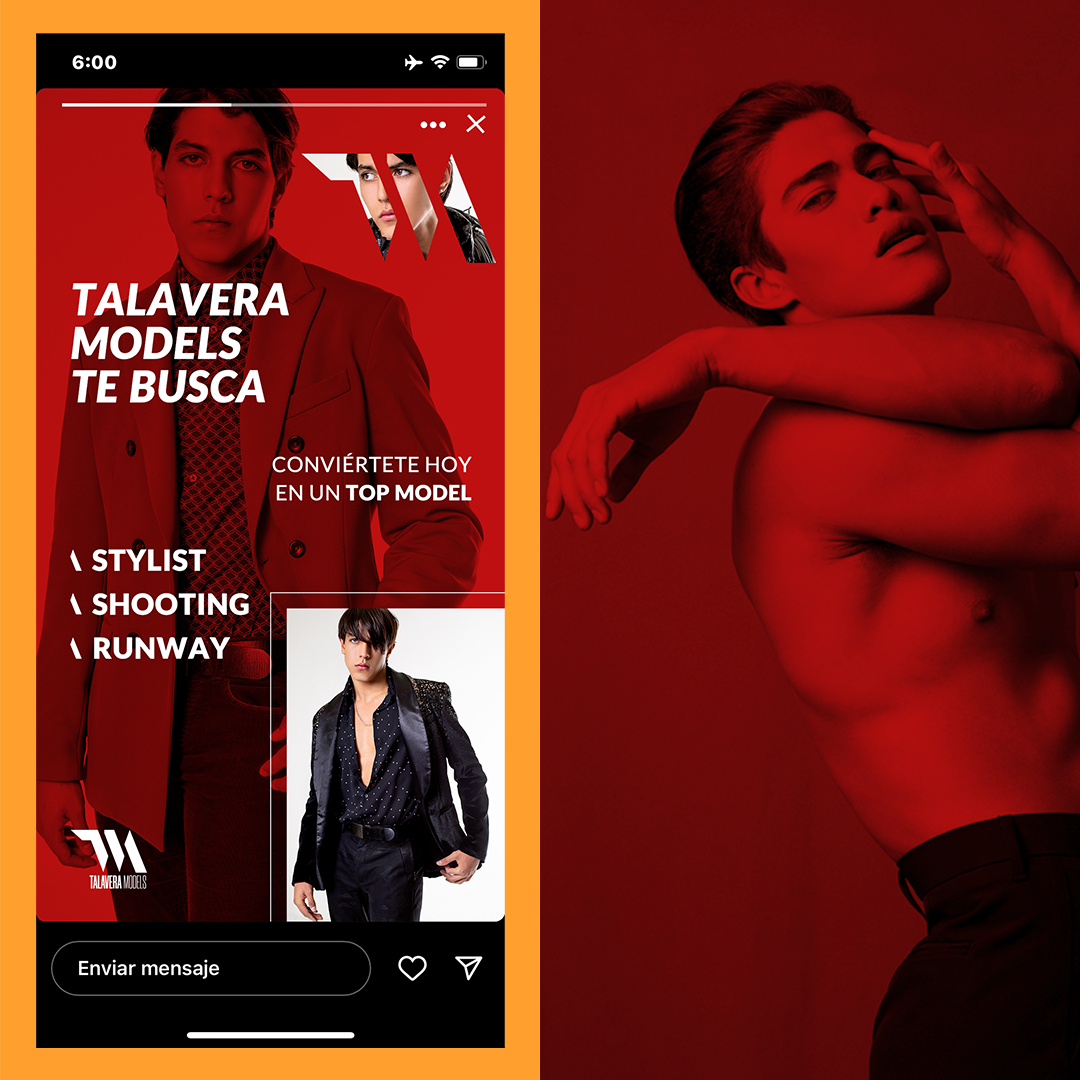 6:00
TALAVERA
MODELS
TE BUSCA
CONVIÉRTETE HOY
EN UN TOP MODEL
STYLIST
SHOOTING
RUNWAY
TM
TALAVERA MODELS
Enviar mensaje